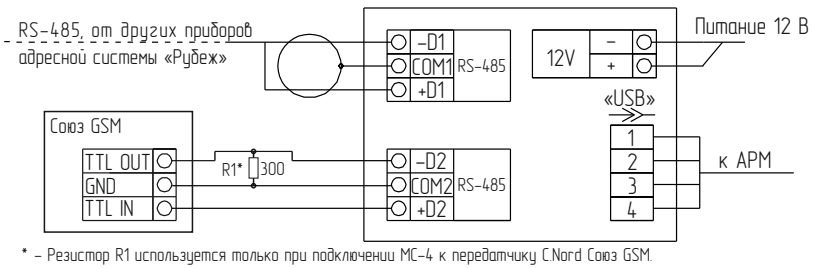 RS-485, от других приборов
адресной системы «Рубеж»
-D1
COM1
+D1
RS-485
12V
-
+
Питание 12 В
«USB»
1
2
3
4
к АРМ
Союз GSM
TTL OUT
GND
TTL IN
R1*
300
-D2
COM2
+D2
RS-485
* - Резистор R1 используется только при подключении МС-4 к передатчику C.Nord Союз GSM.